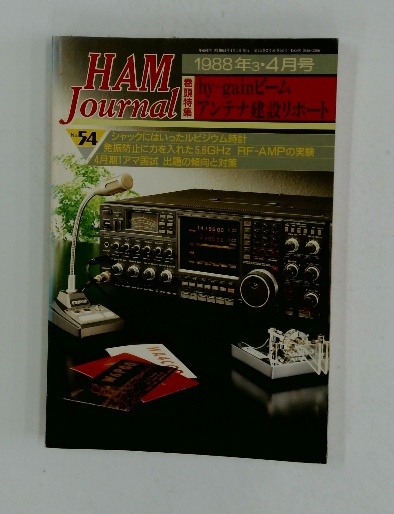 HAM
Journal
1988年3・4月号
巻頭特集
hy-gainビーム
アンテナ建設リポート
No.54
シャックにはいったルビジウム時計
発振防止に力を入れた5.6GHz RF-AMPの実験
4月期1アマ国試 出題の傾向と対策